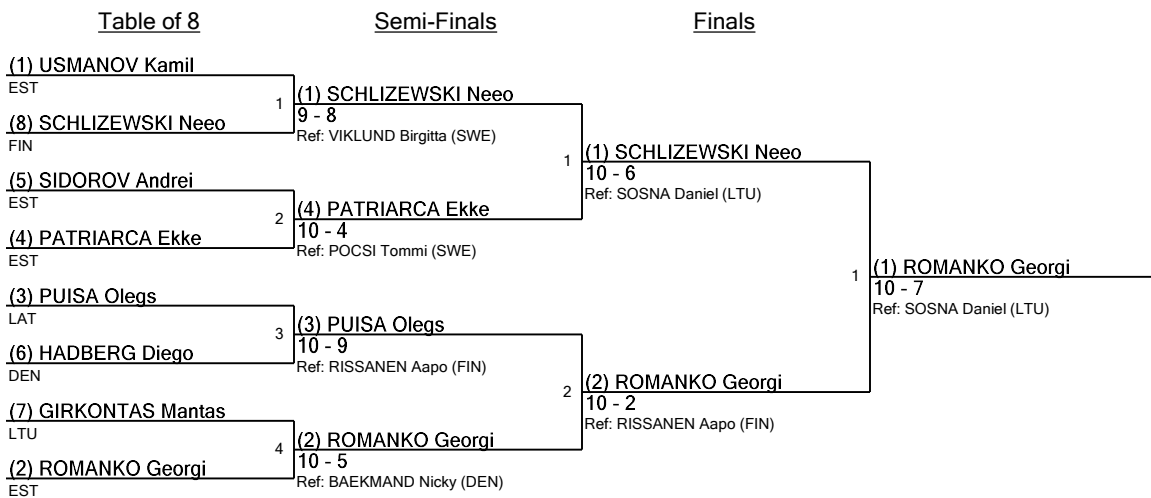 Table of 8
Semi-Finals
Finals
(1) USMANOV Kamil
EST
1
(8) SCHLIZEWSKI Neeo
FIN
(5) SIDOROV Andrei
EST
2
(4) PATRIARCA Ekke
EST
(3) PUISA Olegs
LAT
3
(6) HADBERG Diego
DEN
(7) GIRKONTAS Mantas
LTU
4
(2) ROMANKO Georgi
EST
(1) SCHLIZEWSKI Neeo
9 - 8
Ref: VIKLUND Birgitta (SWE)
1
(4) PATRIARCA Ekke
10 - 4
Ref: POCSI Tommi (SWE)
(3) PUISA Olegs
10 - 9
Ref: RISSANEN Aapo (FIN)
2
(2) ROMANKO Georgi
10 - 5
Ref: BAEKMAND Nicky (DEN)
(1) SCHLIZEWSKI Neeo
10 - 6
Ref: SOSNA Daniel (LTU)
1
(2) ROMANKO Georgi
10 - 2
Ref: RISSANEN Aapo (FIN)
(1) ROMANKO Georgi
10 - 7
Ref: SOSNA Daniel (LTU)